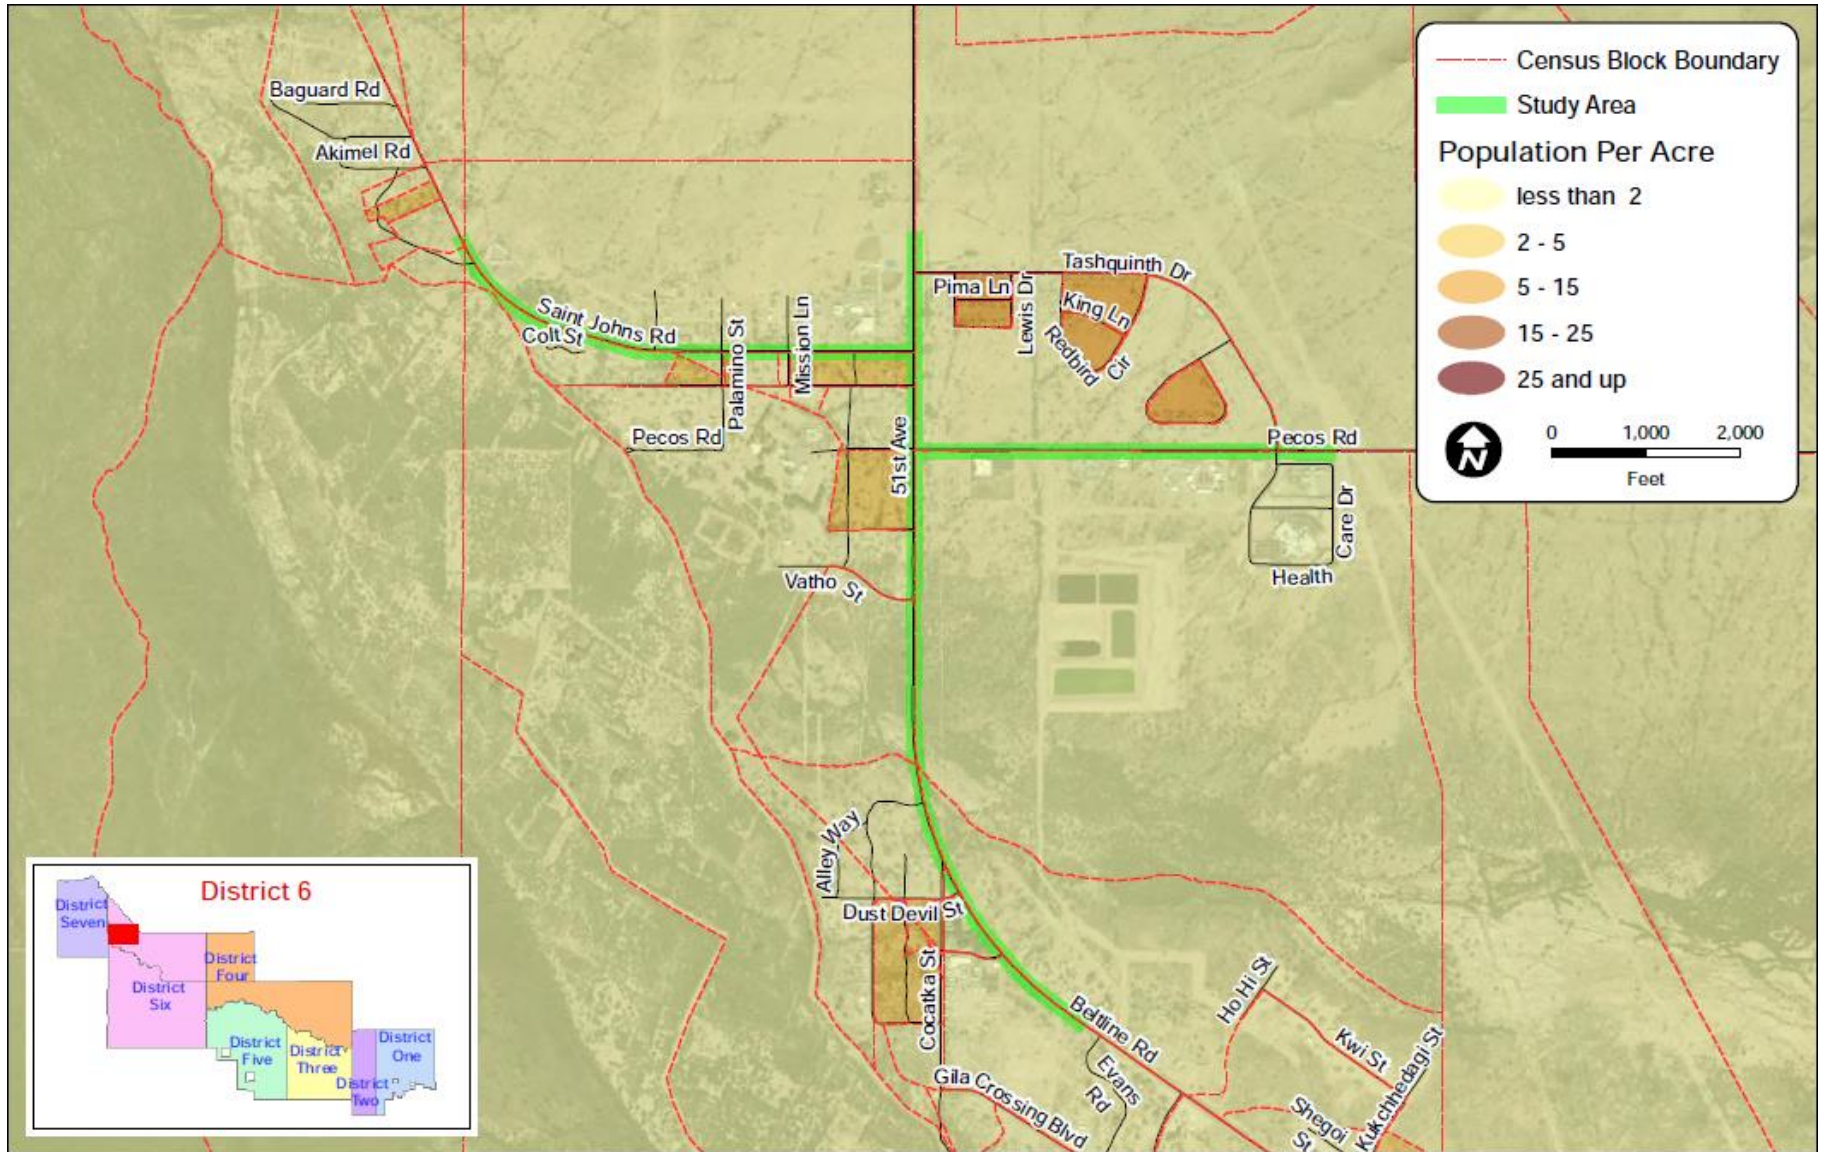 Baguard Rd
Akimel Rd
Saint Johns Rd
Colt St
Palamino St
Mission Ln
Pecos Rd
51st Ave
Vatho St
Pima Ln
Lewis Dr
Tashquinth Dr
King Ln
Redbird Cir
Pecos Rd
Care Dr
Health
Alley Way
Dust Devil St
Cocatka St
Gila Crossing Blvd
Beltline Rd
Evans Rd
Ho Hi St
Kwi St
Kukchhedagi St
Shegoi St
Census Block Boundary
Study Area
Population Per Acre
less than 2
2 - 5
5 - 15
15 - 25
25 and up
N
0 1,000 2,000
Feet
District 6
District
Seven
District
Four
District
Six
District
Five
District
Three
District
Two
District
One